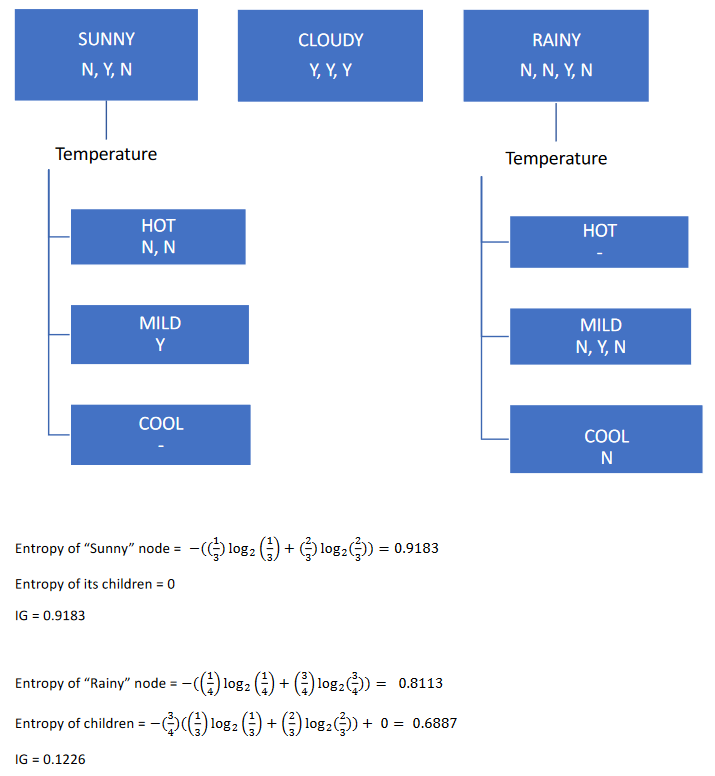 SUNNY
N, Y, N
CLOUDY
Y, Y, Y
RAINY
N, N, Y, N
Temperature
HOT
N, N
MILD
Y
COOL
-
Temperature
HOT
-
MILD
N, Y, N
COOL
N
Entropy of “Sunny” node = −((1/3) log₂ (1/3) + (2/3) log₂(2/3)) = 0.9183
Entropy of its children = 0
IG = 0.9183
Entropy of “Rainy” node = −((1/4) log₂ (1/4) + (3/4) log₂(3/4)) = 0.8113
Entropy of children = −(3/4)((1/3) log₂ (1/3) + (2/3) log₂(2/3)) + 0 = 0.6887
IG = 0.1226